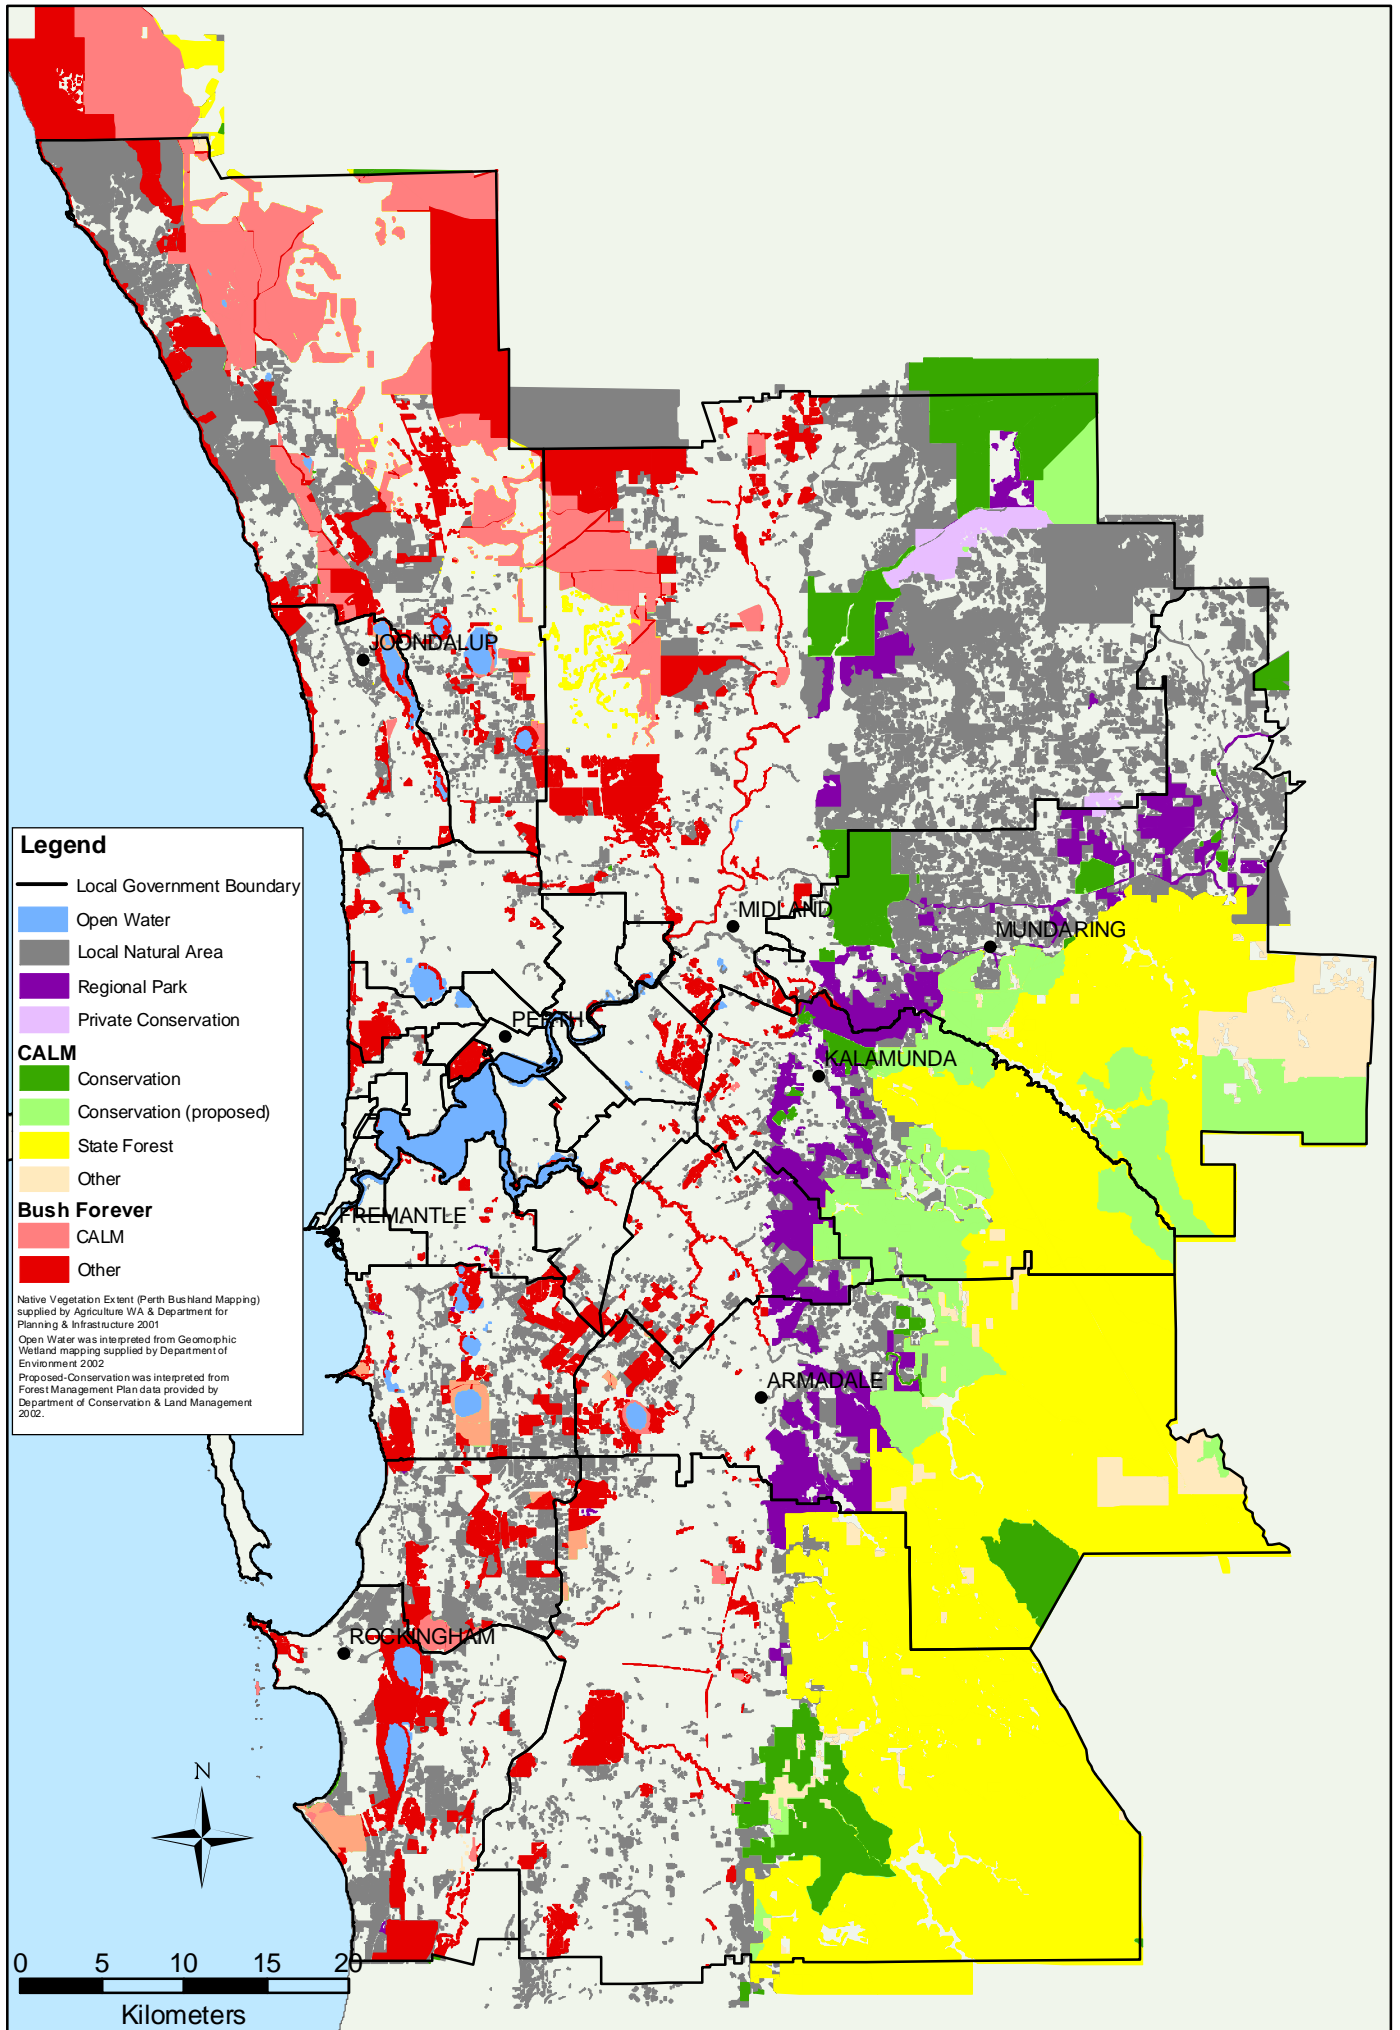 JOONDALUP
Legend
Local Government Boundary
Open Water
Local Natural Area
Regional Park
Private Conservation
CALM
Conservation
Conservation (proposed)
State Forest
Other
Bush Forever
CALM
Other
Native Vegetation Extent (Perth Bushland Mapping)
supplied by Agriculture WA & Department for
Planning & Infrastructure 2001
Open Water was interpreted from Geomorphic
Wetland mapping supplied by Department of
Environment 2002
Proposed-Conservation was interpreted from
Forest Management Plan data provided by
Department of Conservation & Land Management
2002.
MIDLAND
MUNDARING
PERTH
KALAMUNDA
FREMANTLE
ARMADALE
ROCKINGHAM
N
0 5 10 15 20
Kilometers